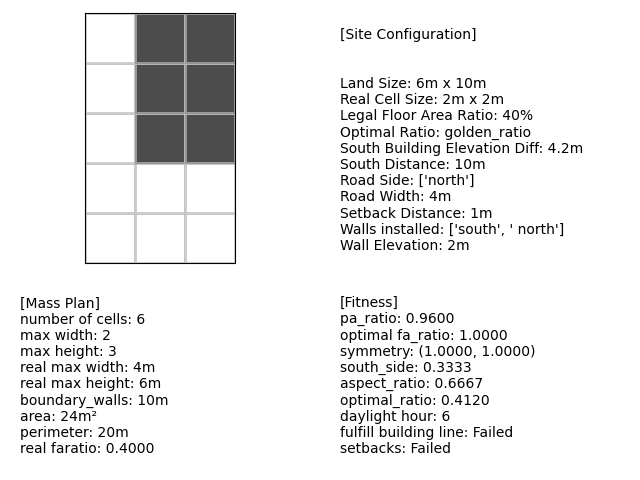 [Site Configuration]
Land Size: 6m x 10m
Real Cell Size: 2m x 2m
Legal Floor Area Ratio: 40%
Optimal Ratio: golden_ratio
South Building Elevation Diff: 4.2m
South Distance: 10m
Road Side: ['north']
Road Width: 4m
Setback Distance: 1m
Walls installed: ['south', ' north']
Wall Elevation: 2m
[Mass Plan]
number of cells: 6
max width: 2
max height: 3
real max width: 4m
real max height: 6m
boundary_walls: 10m
area: 24m²
perimeter: 20m
real faratio: 0.4000
[Fitness]
pa_ratio: 0.9600
optimal fa_ratio: 1.0000
symmetry: (1.0000, 1.0000)
south_side: 0.3333
aspect_ratio: 0.6667
optimal_ratio: 0.4120
daylight hour: 6
fulfill building line: Failed
setbacks: Failed